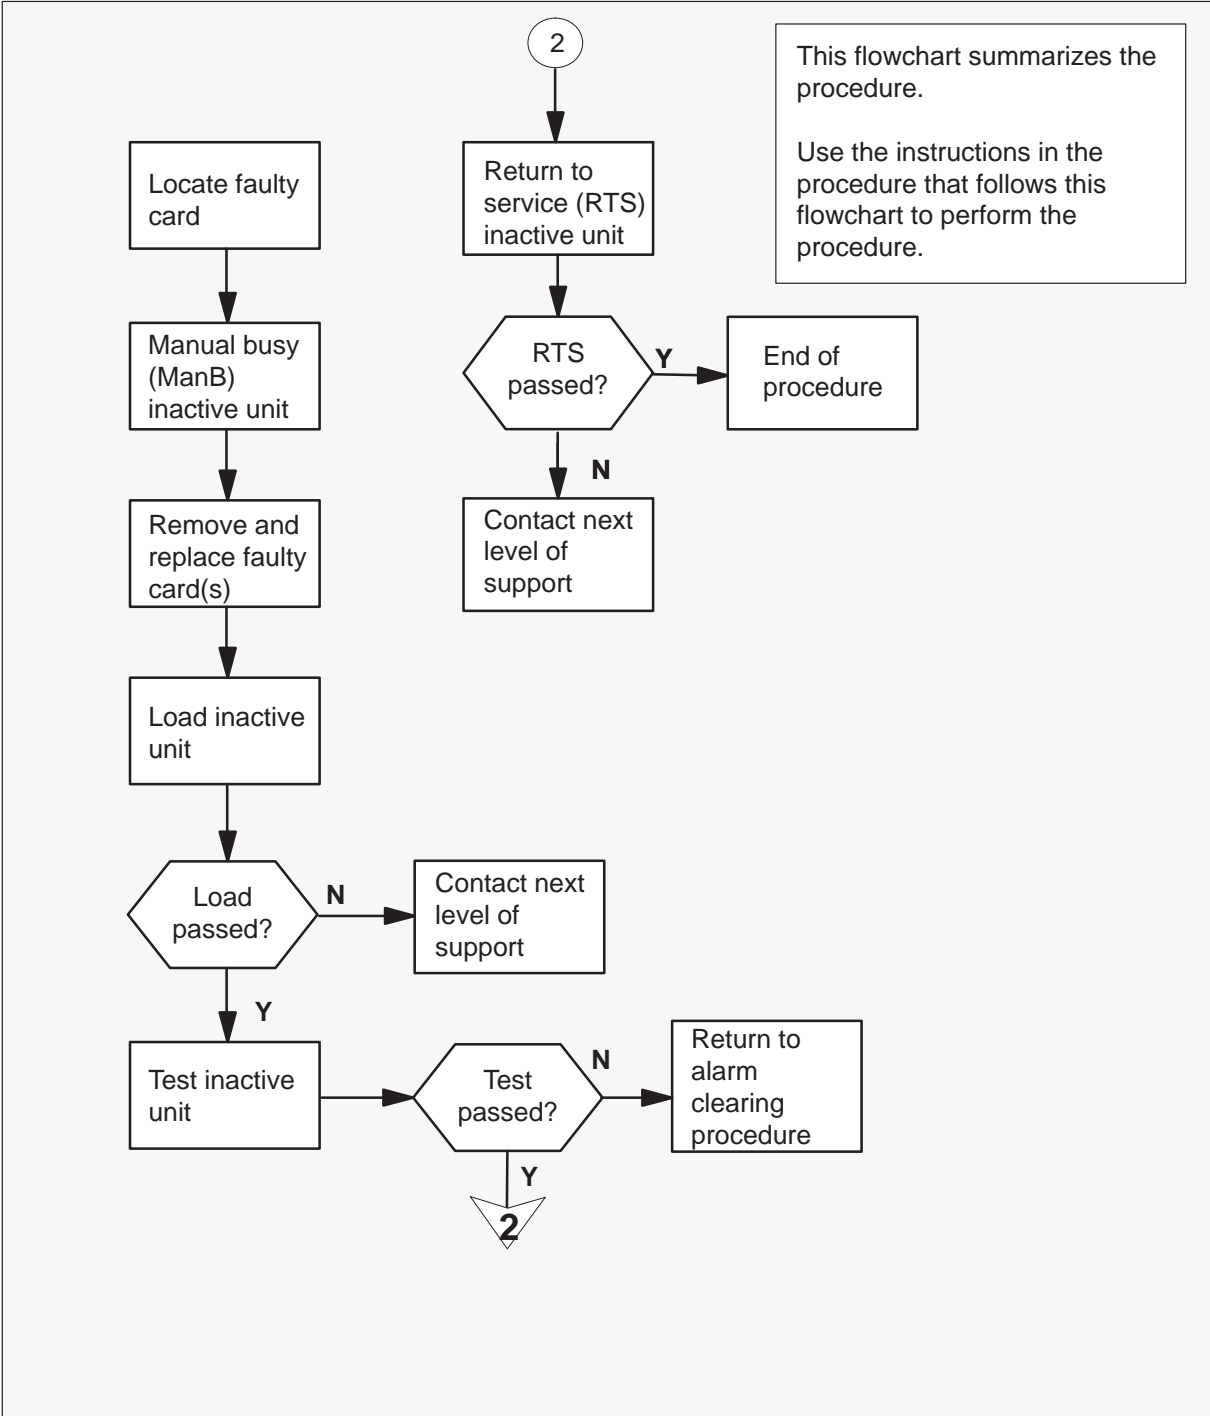 2
This flowchart summarizes the
procedure.
Use the instructions in the
procedure that follows this
flowchart to perform the
procedure.
Locate faulty
card
Manual busy
(ManB)
inactive unit
Remove and
replace faulty
card(s)
Load inactive
unit
Load
passed?
N
Contact next
level of
support
Y
Test inactive
unit
Test
passed?
N
Return to
alarm
clearing
procedure
Y
2
Return to
service (RTS)
inactive unit
RTS
passed?
Y
End of
procedure
N
Contact next
level of
support